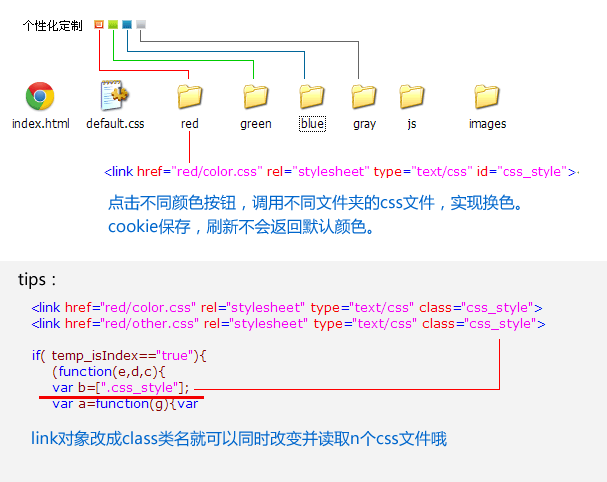 个性化定制
index.html default.css red green blue gray js images
<link href="red/color.css" rel="stylesheet" type="text/css" id="css_style">
点击不同颜色按钮，调用不同文件夹的css文件，实现换色。
cookie保存，刷新不会返回默认颜色。
tips：
<link href="red/color.css" rel="stylesheet" type="text/css" class="css_style">
<link href="red/other.css" rel="stylesheet" type="text/css" class="css_style">
if( temp_isIndex=="true"){
(function(e,d,c){
var b=[".css_style"];
var a=function(g){var
link对象改成class类名就可以同时改变并读取n个css文件哦